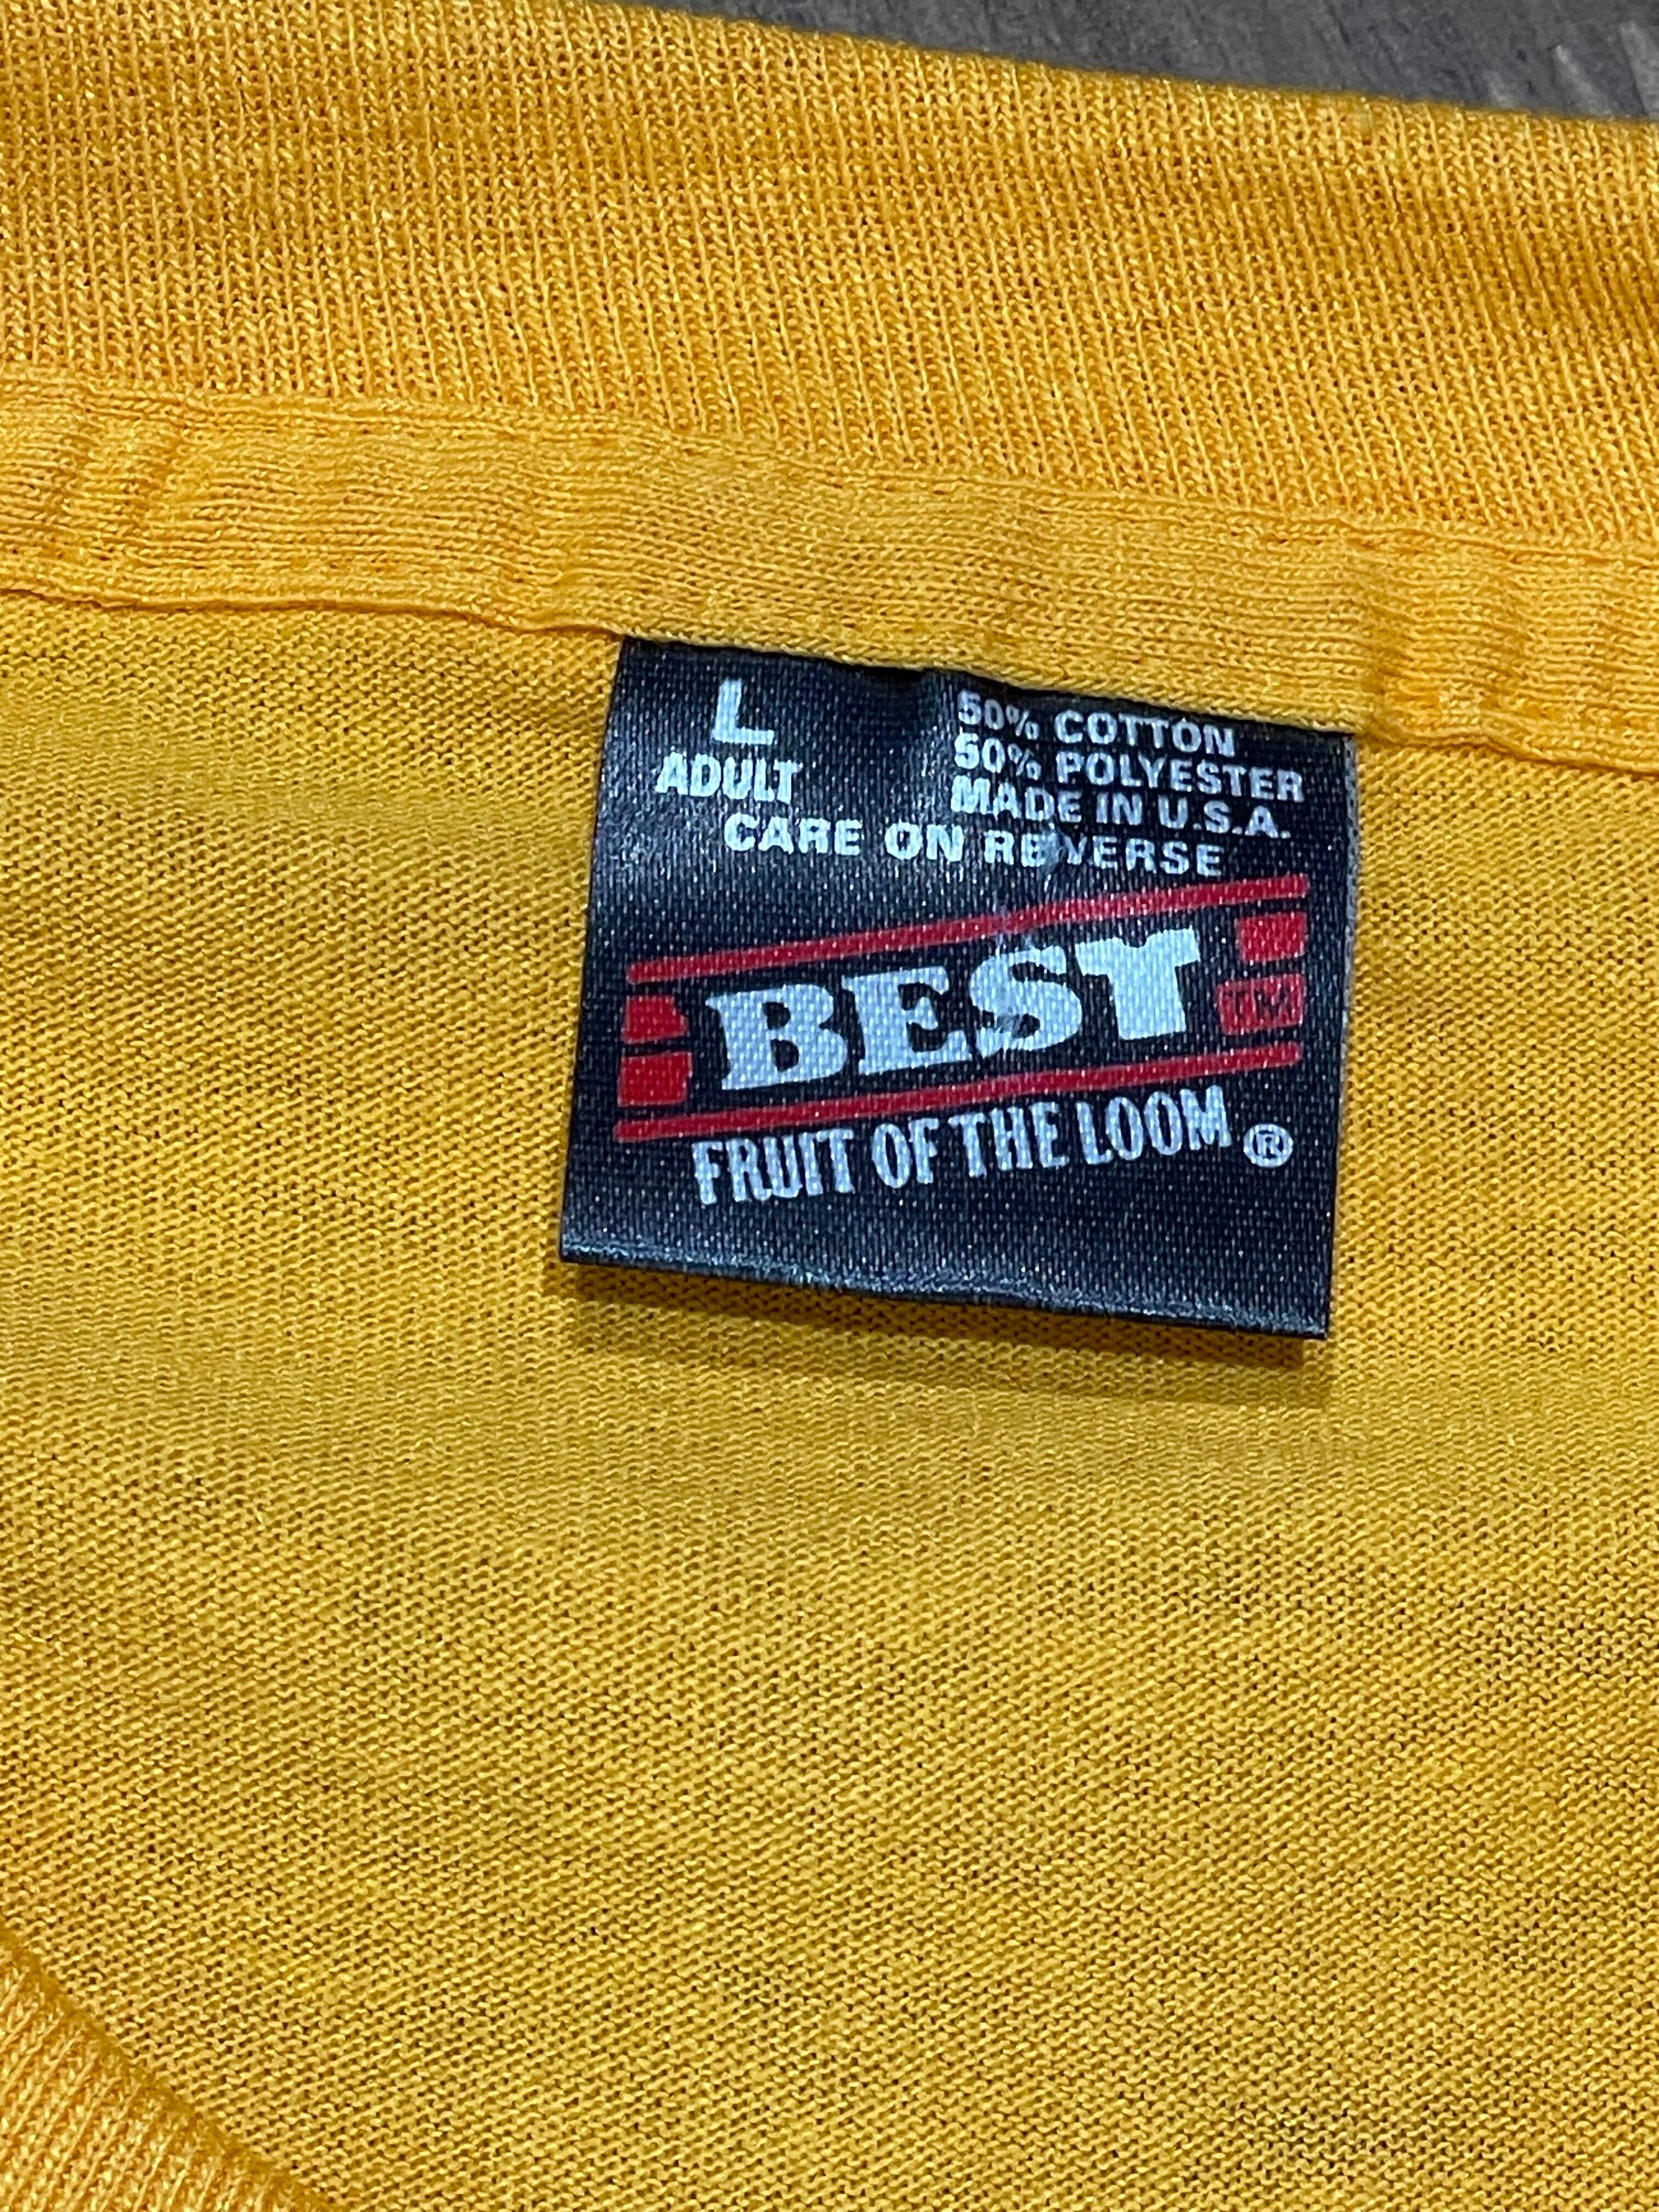 L
ADULT
50% COTTON
50% POLYESTER
MADE IN U.S.A.
CARE ON REVERSE
BEST
TM
FRUIT OF THE LOOM ®